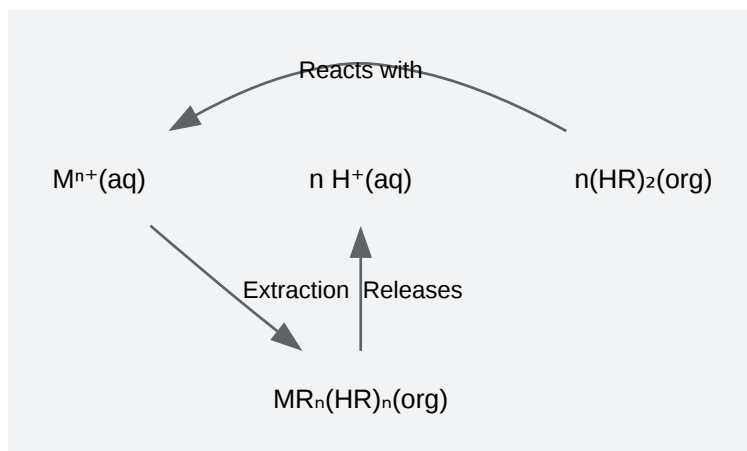 Reacts with
Mⁿ⁺(aq)
n H⁺(aq)
n(HR)₂(org)
Extraction
Releases
MRₙ(HR)ₙ(org)